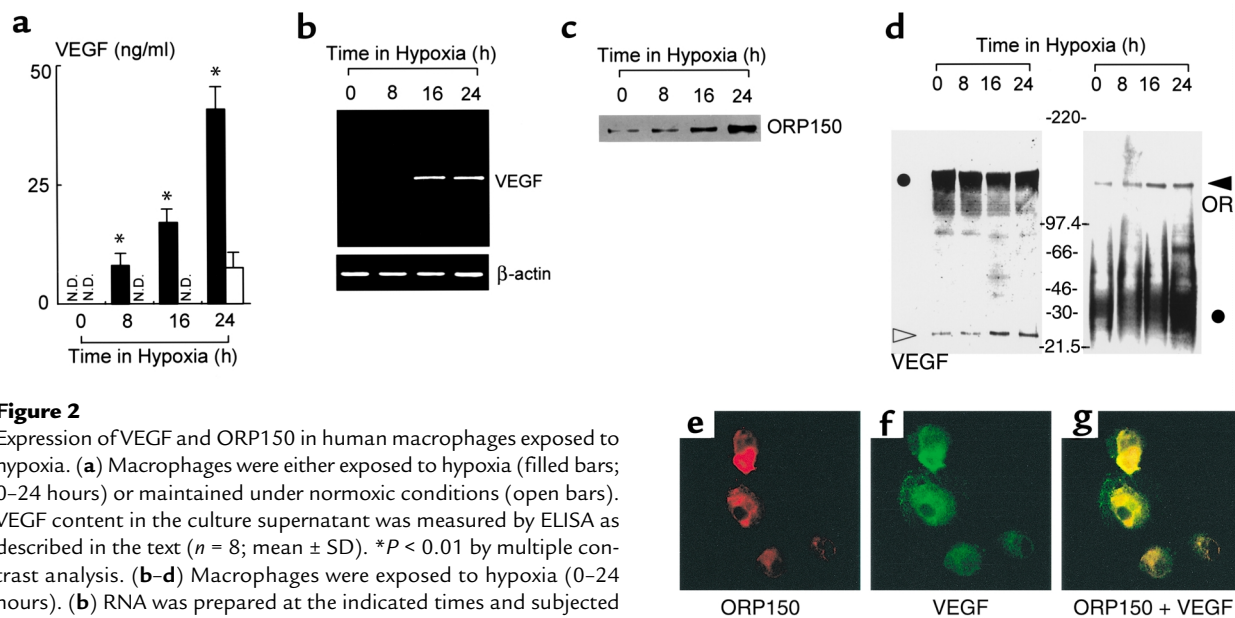 a
VEGF (ng/ml)
50
25
0
*
*
*
N.D.
N.D.
N.D.
N.D.
0 8 16 24
Time in Hypoxia (h)
b
Time in Hypoxia (h)
0 8 16 24
VEGF
β-actin
c
Time in Hypoxia (h)
0 8 16 24
ORP150
d
Time in Hypoxia (h)
0 8 16 24
0 8 16 24
-220-
-97.4-
-66-
-46-
-30-
-21.5-
VEGF
OR
Figure 2
Expression of VEGF and ORP150 in human macrophages exposed to
hypoxia. (a) Macrophages were either exposed to hypoxia (filled bars;
0–24 hours) or maintained under normoxic conditions (open bars).
VEGF content in the culture supernatant was measured by ELISA as
described in the text (n = 8; mean ± SD). *P < 0.01 by multiple con-
trast analysis. (b–d) Macrophages were exposed to hypoxia (0–24
hours). (b) RNA was prepared at the indicated times and subjected
e
ORP150
f
VEGF
g
ORP150 + VEGF